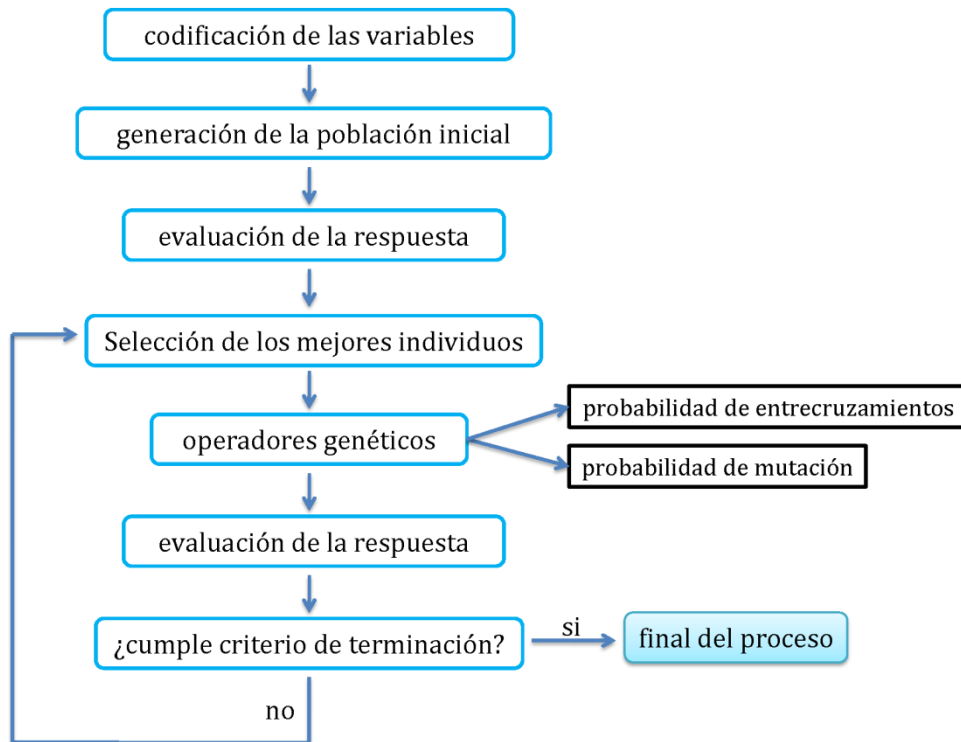 codificación de las variables
generación de la población inicial
evaluación de la respuesta
Selección de los mejores individuos
operadores genéticos
probabilidad de entrecruzamientos
probabilidad de mutación
evaluación de la respuesta
¿cumple criterio de terminación?
si
final del proceso
no